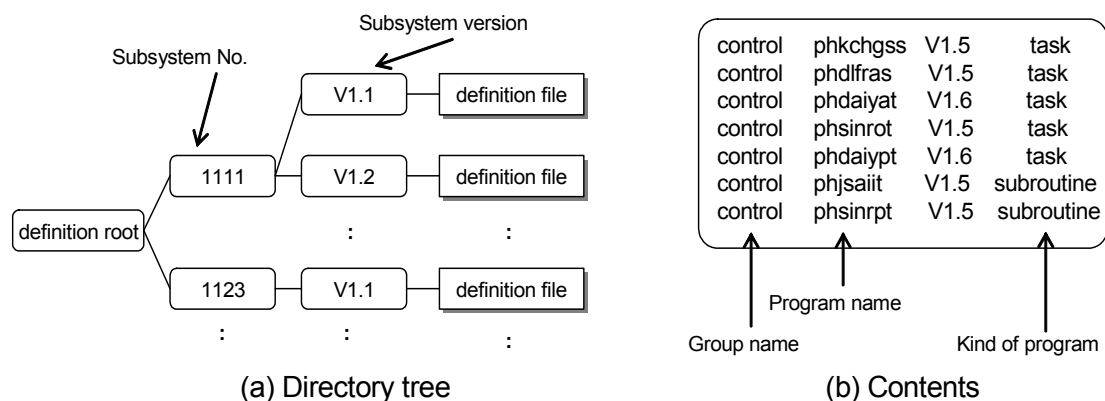 Subsystem version
Subsystem No.
V1.1
definition file
1111
V1.2
definition file
definition root
:
:
1123
V1.1
definition file
:
:
:
(a) Directory tree
control phkchgss V1.5 task
control phdlfras V1.5 task
control phdaiyat V1.6 task
control phsinrot V1.5 task
control phdaiypt V1.6 task
control phjsaiit V1.5 subroutine
control phsinrpt V1.5 subroutine
Program name
Group name
Kind of program
(b) Contents